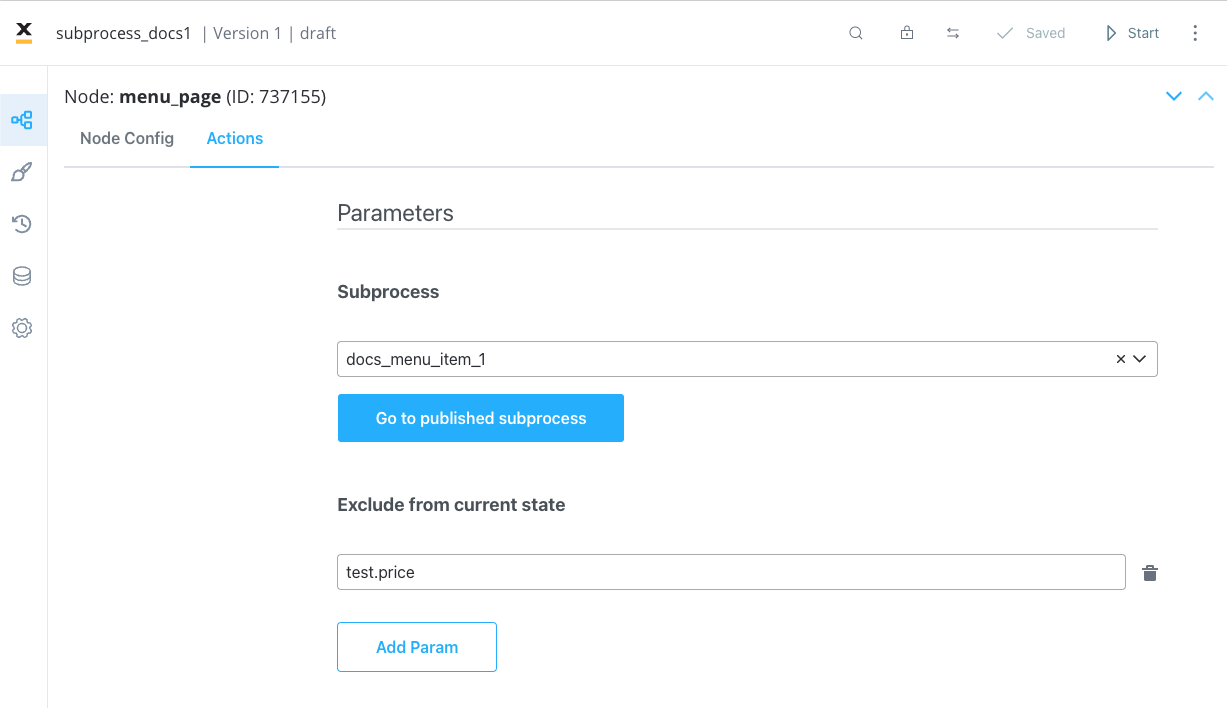 subprocess_docs1 | Version 1 | draft
Saved
Start
Node: menu_page (ID: 737155)
Node Config
Actions
Parameters
Subprocess
docs_menu_item_1
Go to published subprocess
Exclude from current state
test.price
Add Param